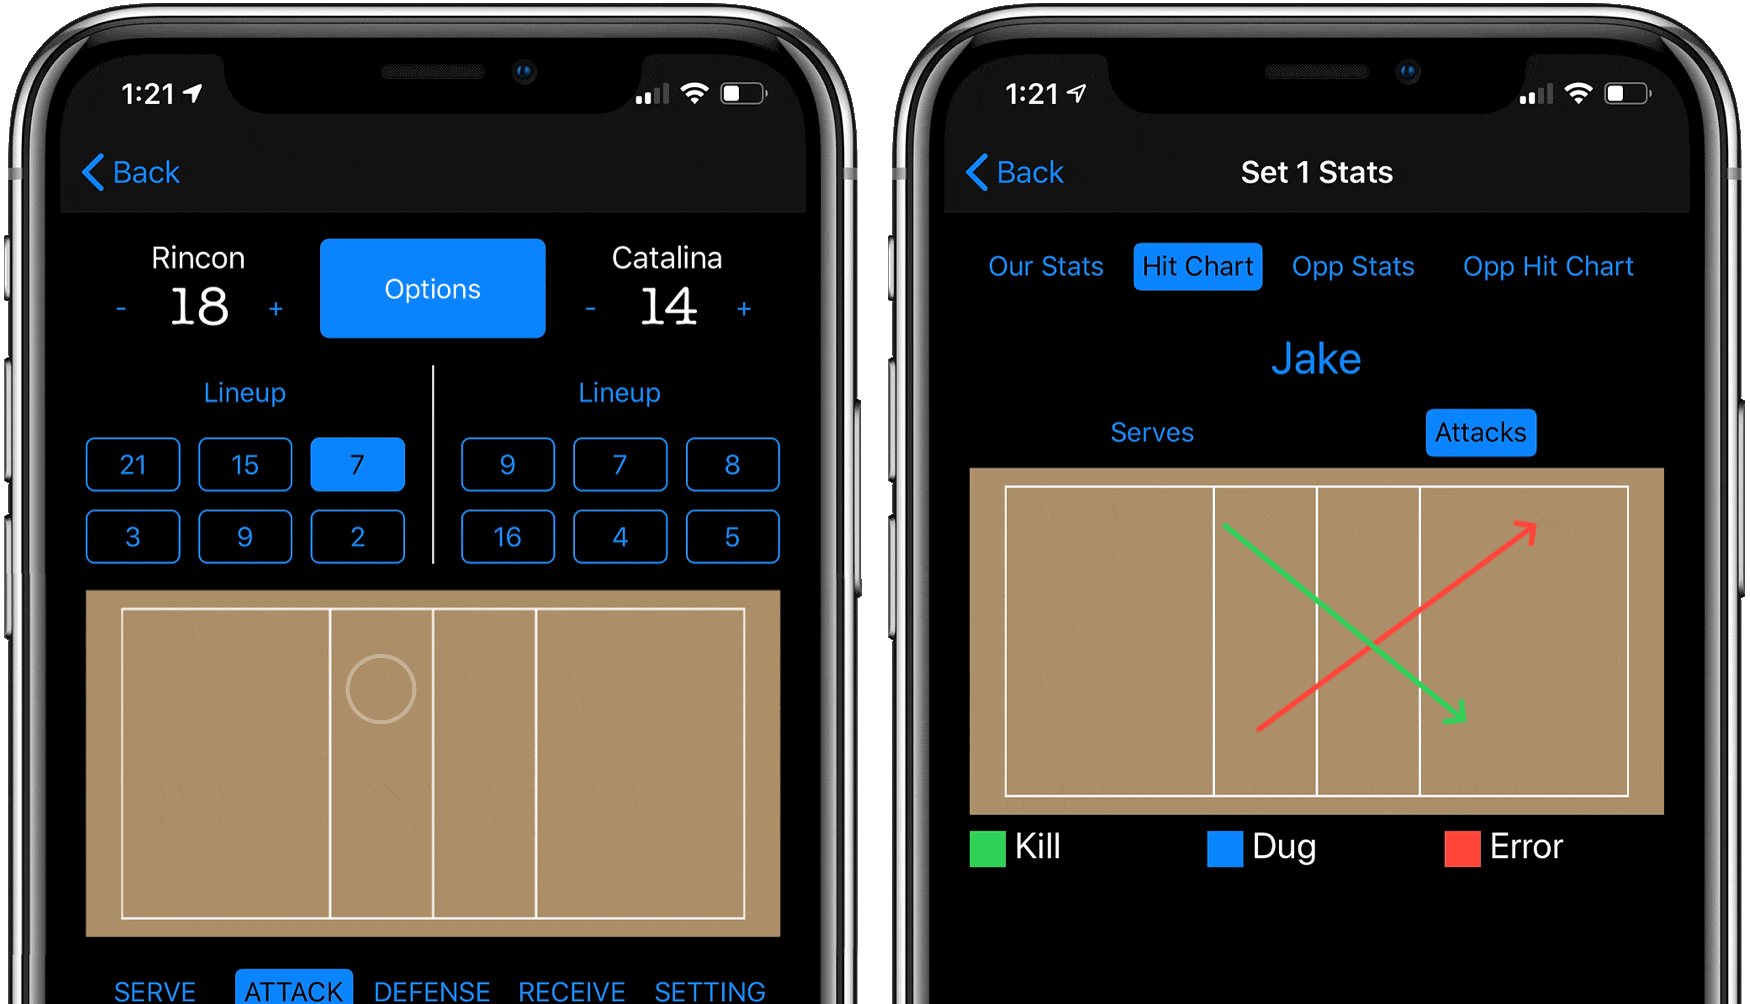 1:21
Back
Rincon
Options
Catalina
- 18 +
- 14 +
Lineup
Lineup
21 15 7
9 7 8
3 9 2
16 4 5
SERVE ATTACK DEFENSE RECEIVE SETTING
1:21
Back
Set 1 Stats
Our Stats Hit Chart Opp Stats Opp Hit Chart
Jake
Serves Attacks
Kill Dug Error